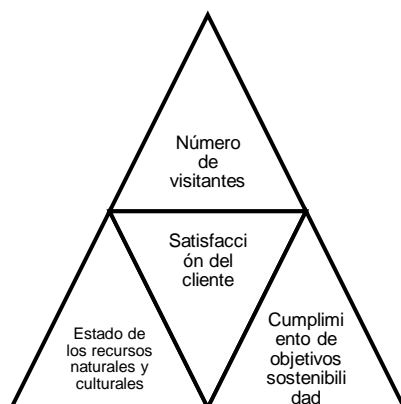 Número
de
visitantes
Satisfacci
ón del
cliente
Estado de
los recursos
naturales y
culturales
Cumplimi
ento de
objetivos
sostenibili
dad